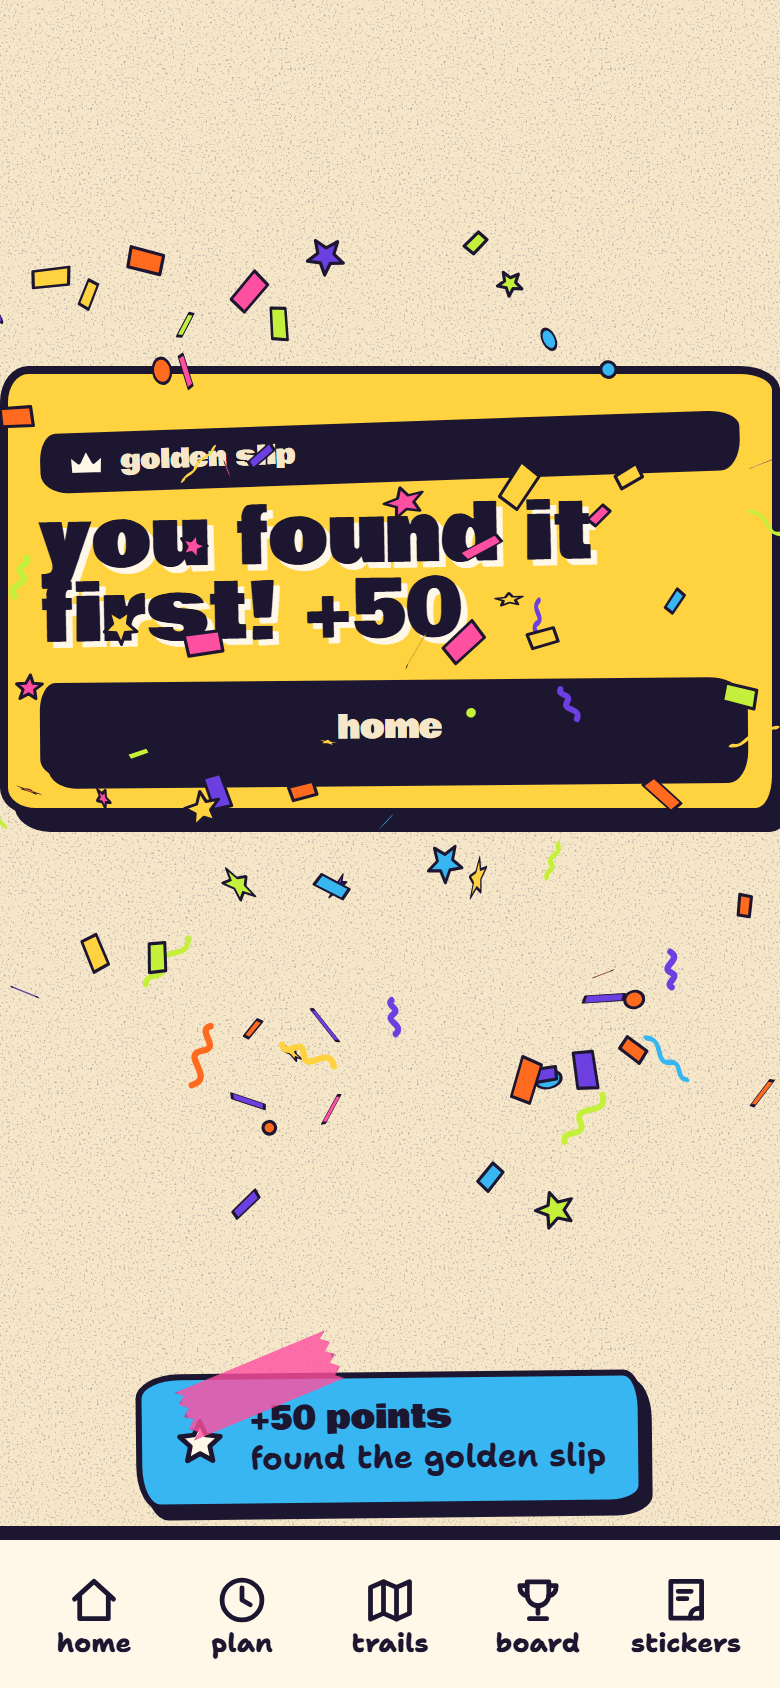 golden slip
you found it
first! +50
home
+50 points
found the golden slip
home
plan
trails
board
stickers